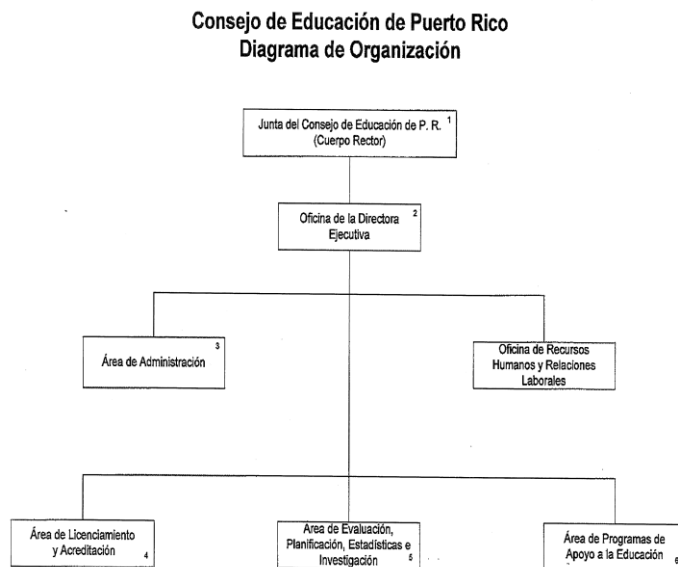 Consejo de Educación de Puerto Rico
Diagrama de Organización
Junta del Consejo de Educación de P. R. 1
(Cuerpo Rector)
Oficina de la Directora 2
Ejecutiva
Área de Administración 3
Oficina de Recursos
Humanos y Relaciones
Laborales
Área de Licenciamiento
y Acreditación 4
Area de Evaluación,
Planificación, Estadísticas e
Investigación 5
Área de Programas de
Apoyo a la Educación
6